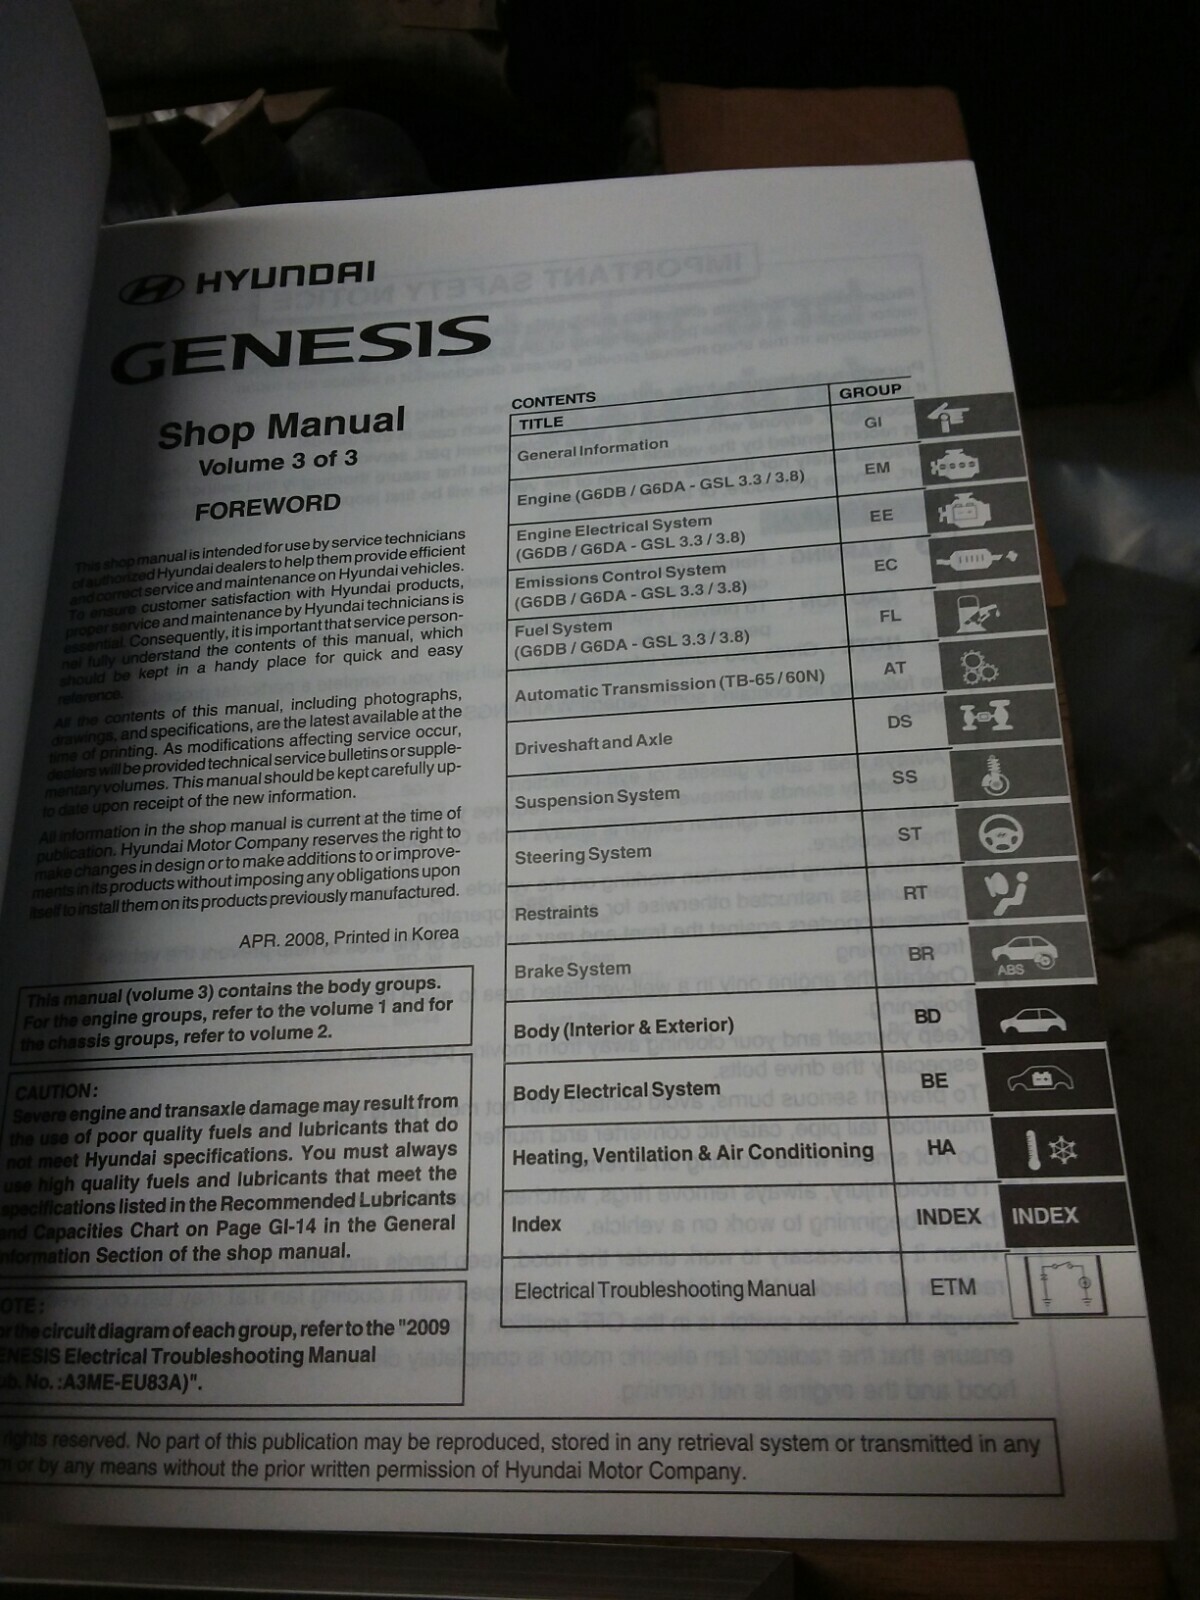 HYUNDAI
GENESIS
Shop Manual
Volume 3 of 3
FOREWORD
This shop manual is intended for use by service technicians
of authorized Hyundai dealers to help them provide efficient
and correct service and maintenance on Hyundai vehicles.
To ensure customer satisfaction with Hyundai products,
proper service and maintenance by Hyundai technicians is
essential. Consequently, it is important that service person-
nel fully understand the contents of this manual, which
should be kept in a handy place for quick and easy
reference.
All the contents of this manual, including photographs,
drawings, and specifications, are the latest available at the
time of printing. As modifications affecting service occur,
dealers will be provided technical service bulletins or supple-
mentary volumes. This manual should be kept carefully up-
to date upon receipt of the new information.
All information in the shop manual is current at the time of
publication. Hyundai Motor Company reserves the right to
make changes in design or to make additions to or improve-
ments in its products without imposing any obligations upon
itself to install them on its products previously manufactured.
APR. 2008, Printed in Korea
This manual (volume 3) contains the body groups.
For the engine groups, refer to the volume 1 and for
the chassis groups, refer to volume 2.
CAUTION:
Severe engine and transaxle damage may result from
the use of poor quality fuels and lubricants that do
not meet Hyundai specifications. You must always
use high quality fuels and lubricants that meet the
specifications listed in the Recommended Lubricants
and Capacities Chart on Page GI-14 in the General
nformation Section of the shop manual.
OTE:
or the circuit diagram of each group, refer to the "2009
ENESIS Electrical Troubleshooting Manual
ub. No. :A3ME-EU83A)".
CONTENTS
TITLE GROUP
General Information GI
Engine (G6DB / G6DA - GSL 3.3 / 3.8) EM
Engine Electrical System EE
(G6DB / G6DA - GSL 3.3 / 3.8)
Emissions Control System EC
(G6DB / G6DA - GSL 3.3 / 3.8)
Fuel System FL
(G6DB / G6DA - GSL 3.3 / 3.8)
Automatic Transmission (TB-65 / 60N) AT
Driveshaft and Axle DS
Suspension System SS
Steering System ST
Restraints RT
Brake System BR ABS
Body (Interior & Exterior) BD
Body Electrical System BE
Heating, Ventilation & Air Conditioning HA
Index INDEX INDEX
Electrical Troubleshooting Manual ETM
rights reserved. No part of this publication may be reproduced, stored in any retrieval system or transmitted in any
m or by any means without the prior written permission of Hyundai Motor Company.